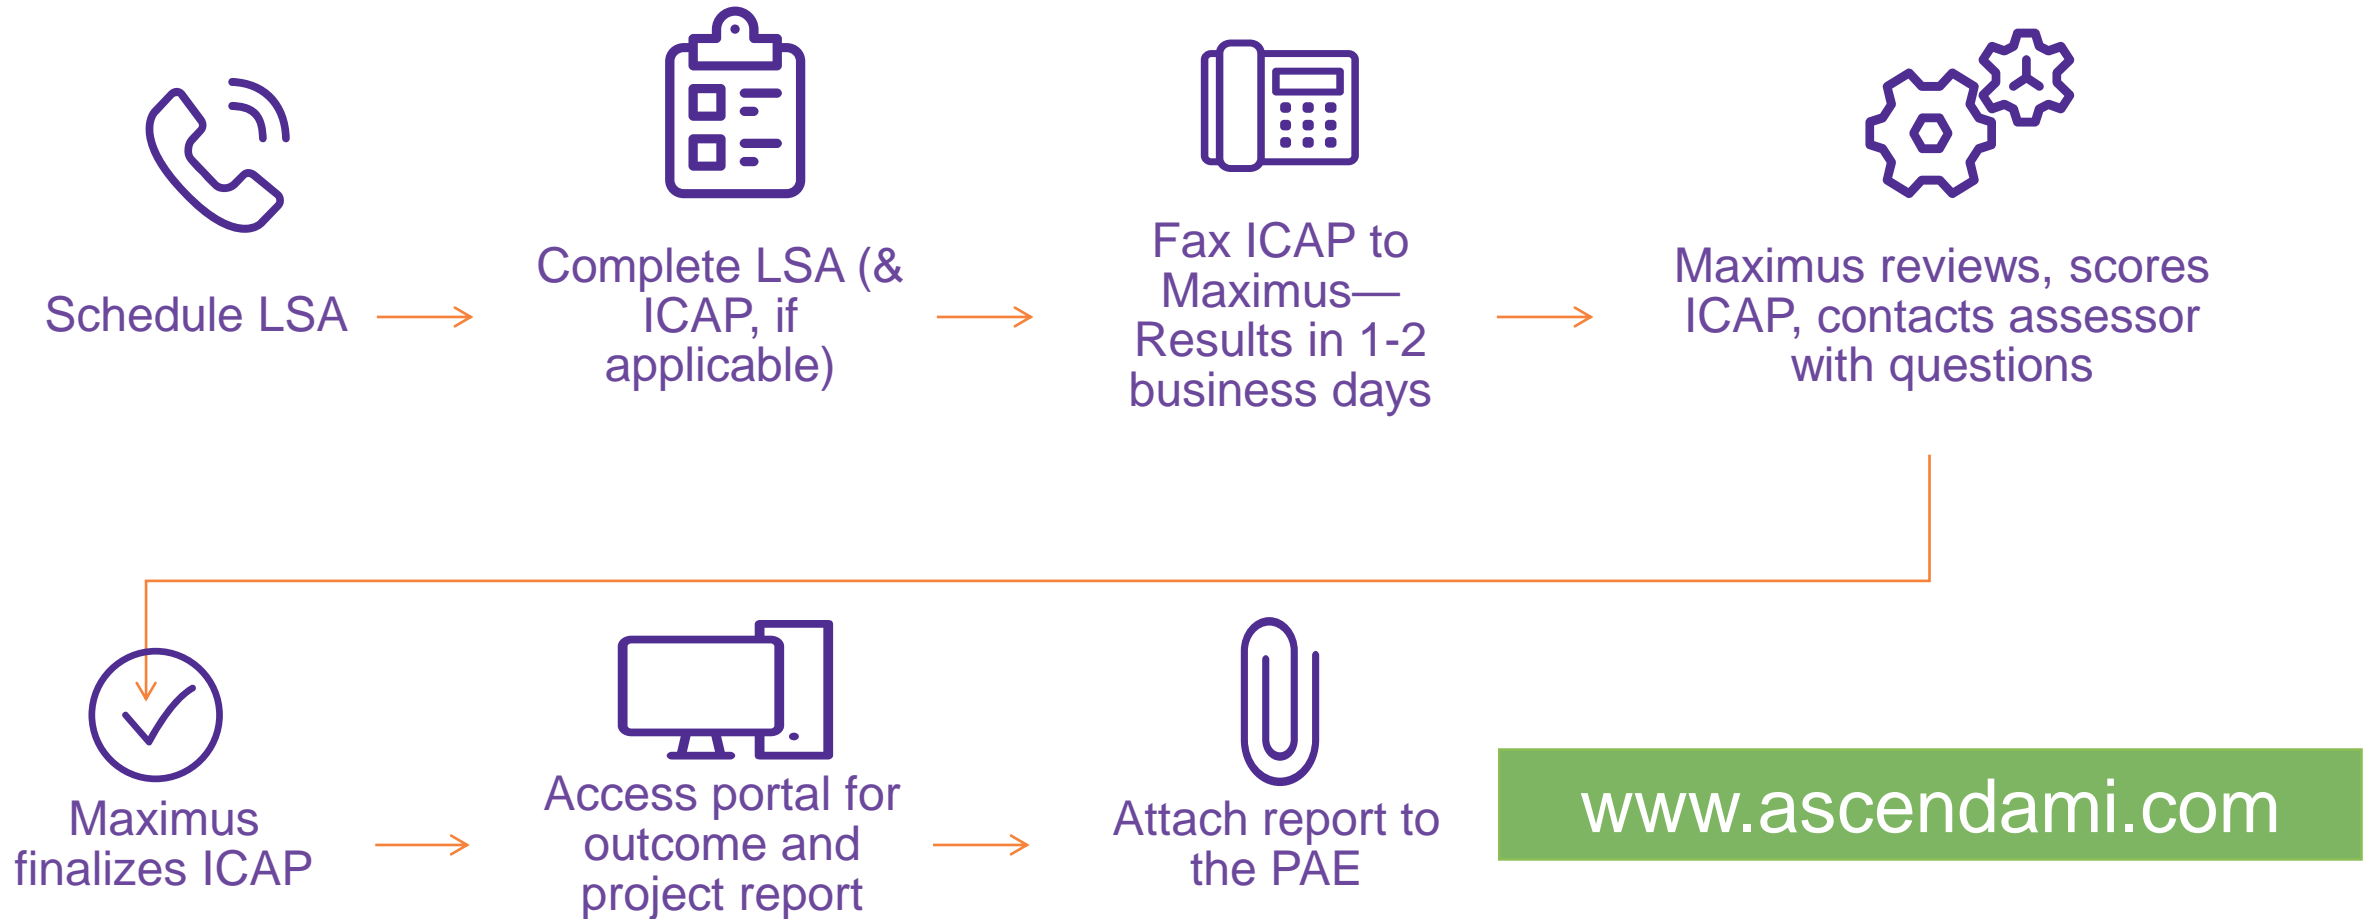 Schedule LSA
Complete LSA (&
ICAP, if
applicable)
Fax ICAP to
Maximus—
Results in 1-2
business days
Maximus reviews, scores
ICAP, contacts assessor
with questions
Maximus
finalizes ICAP
Access portal for
outcome and
project report
Attach report to
the PAE
www.ascendami.com